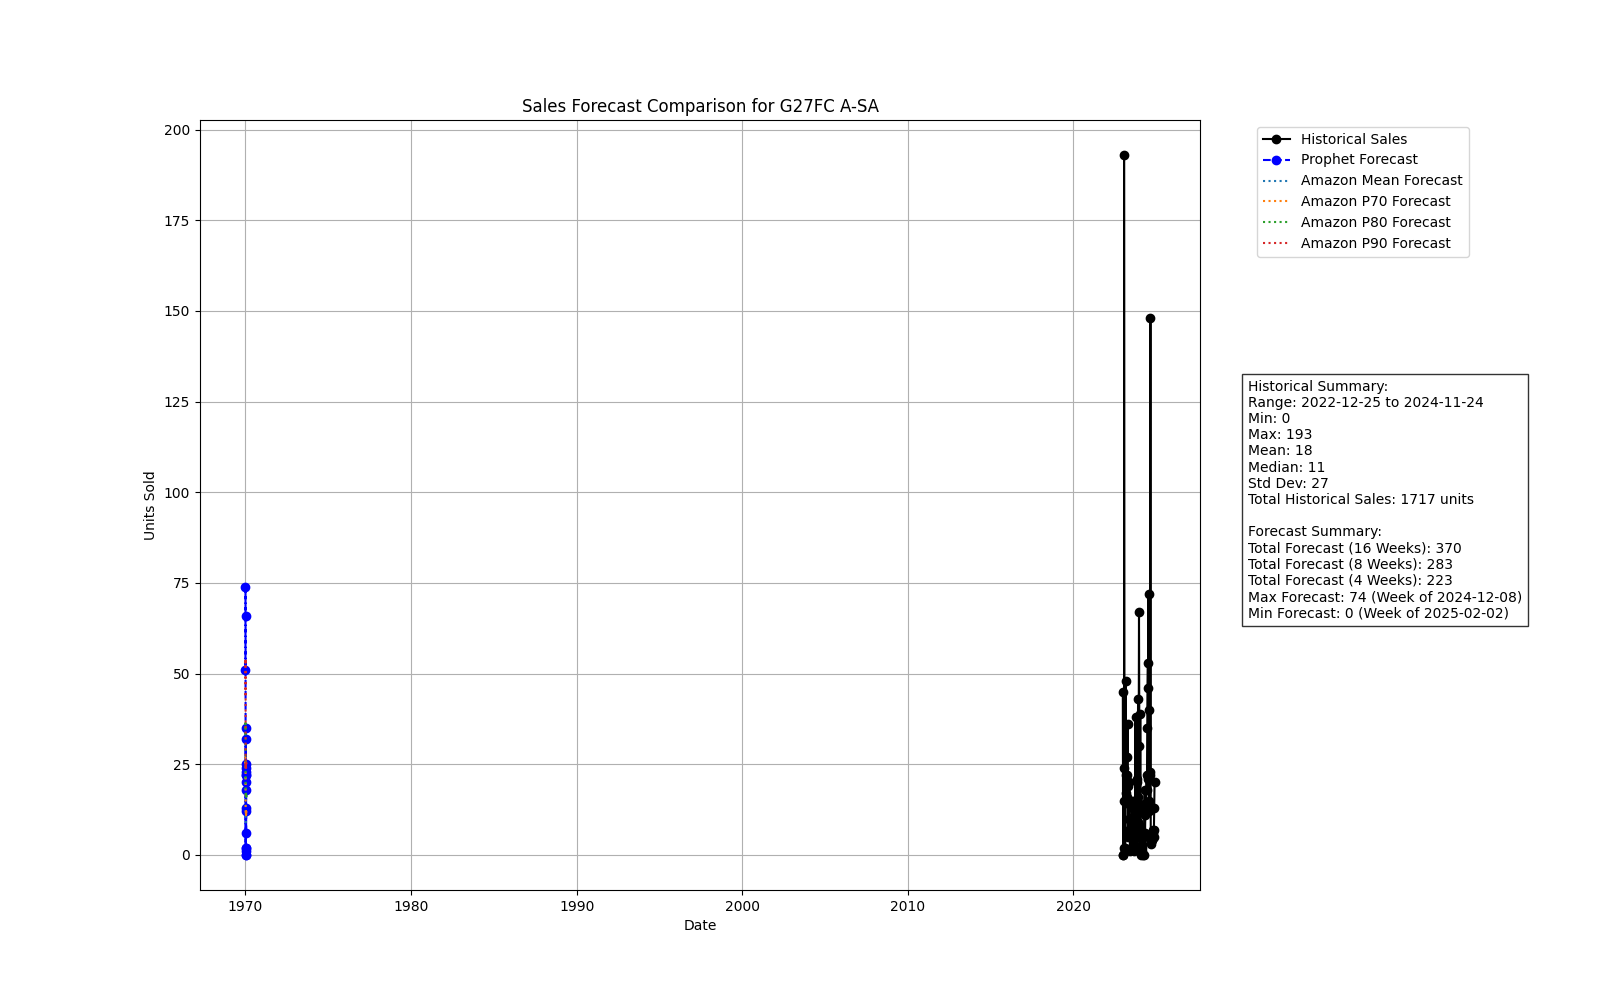 Sales Forecast Comparison for G27FC A-SA
200
175
150
125
100
75
50
25
0
Units Sold
1970
1980
1990
2000
2010
2020
Date
Historical Sales
Prophet Forecast
Amazon Mean Forecast
Amazon P70 Forecast
Amazon P80 Forecast
Amazon P90 Forecast
Historical Summary:
Range: 2022-12-25 to 2024-11-24
Min: 0
Max: 193
Mean: 18
Median: 11
Std Dev: 27
Total Historical Sales: 1717 units
Forecast Summary:
Total Forecast (16 Weeks): 370
Total Forecast (8 Weeks): 283
Total Forecast (4 Weeks): 223
Max Forecast: 74 (Week of 2024-12-08)
Min Forecast: 0 (Week of 2025-02-02)